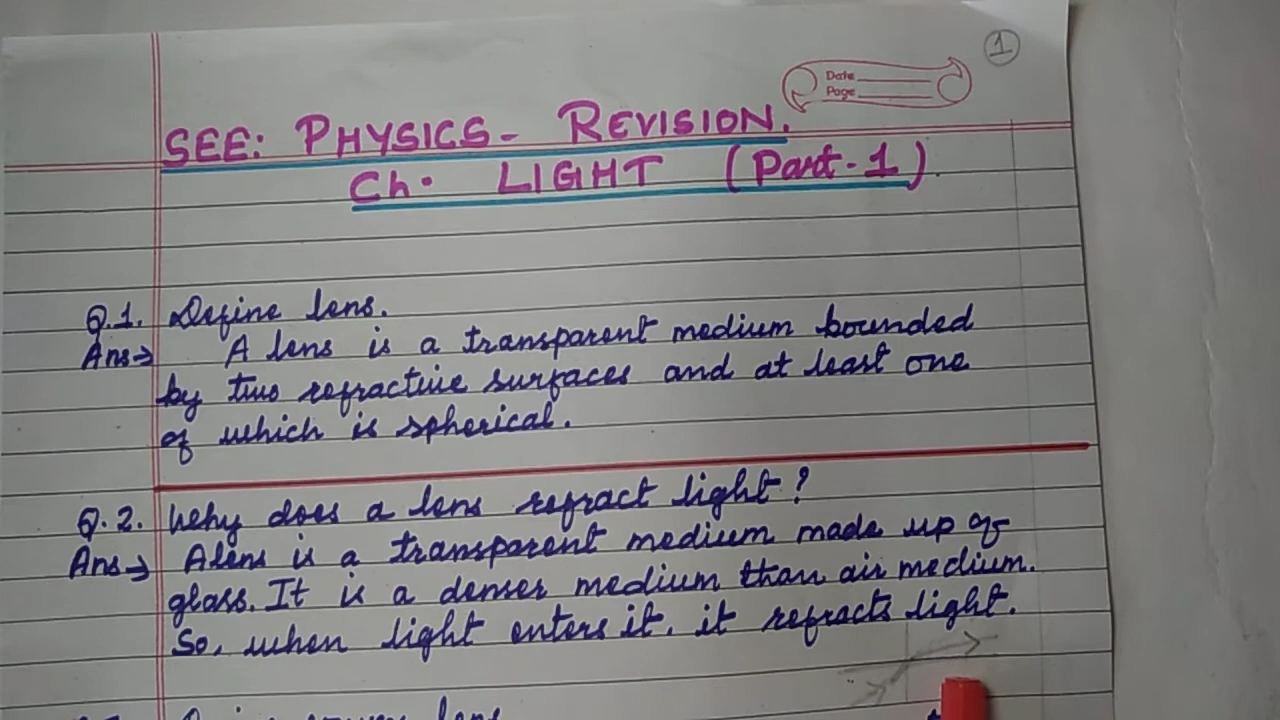 1
Date
Page
SEE: PHYSICS- REVISION.
Ch. LIGHT (Part-1)
Q.1. Define lens.
Ans→ A lens is a transparent medium bounded
by two refractive surfaces and at least one
of which is spherical.
Q.2. Why does a lens refract light?
Ans→ A lens is a transparent medium made up of
glass. It is a denser medium than air medium.
So, when light enters it, it refracts light.
lens